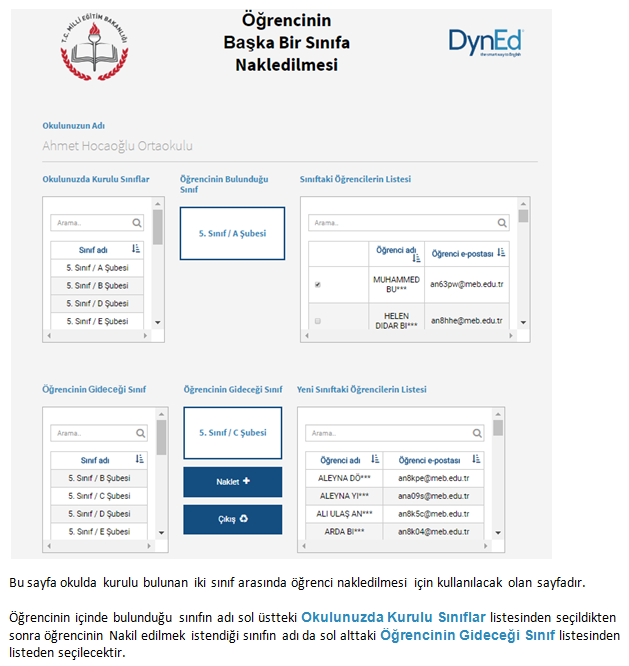 T.C. MİLLİ EĞİTİM BAKANLIĞI
Öğrencinin
Başka Bir Sınıfa
Nakledilmesi
DynEd
Okulunuzun Adı
Ahmet Hocaoğlu Ortaokulu
Okulunuzda Kurulu Sınıflar
Öğrencinin Bulunduğu
Sınıf
Sınıftaki Öğrencilerin Listesi
Arama..
Sınıf adı
5. Sınıf / A Şubesi
5. Sınıf / B Şubesi
5. Sınıf / D Şubesi
5. Sınıf / E Şubesi
5. Sınıf / A Şubesi
Arama..
Öğrenci adı
Öğrenci e-postası
MUHAMMED
BU***
an63pw@meb.edu.tr
HELEN
DIDAR BI***
an8hhe@meb.edu.tr
Öğrencinin Gideceği Sınıf
Öğrencinin Gideceği Sınıf
Yeni Sınıftaki Öğrencilerin Listesi
Arama..
Sınıf adı
5. Sınıf / B Şubesi
5. Sınıf / C Şubesi
5. Sınıf / D Şubesi
5. Sınıf / E Şubesi
5. Sınıf / C Şubesi
Naklet
Çıkış
Arama..
Öğrenci adı
Öğrenci e-postası
ALEYNA DÖ***
an8kpe@meb.edu.tr
ALEYNA YI***
ana09s@meb.edu.tr
ALI ULAŞ AN***
an8k5c@meb.edu.tr
ARDA BI***
an8k04@meb.edu.tr
Bu sayfa okulda kurulu bulunan iki sınıf arasında öğrenci nakledilmesi için kullanılacak olan sayfadır.
Öğrencinin içinde bulunduğu sınıfın adı sol üstteki Okulunuzda Kurulu Sınıflar listesinden seçildikten
sonra öğrencinin Nakil edilmek istendiği sınıfın adı da sol alttaki Öğrencinin Gideceği Sınıf listesinden
listeden seçilecektir.